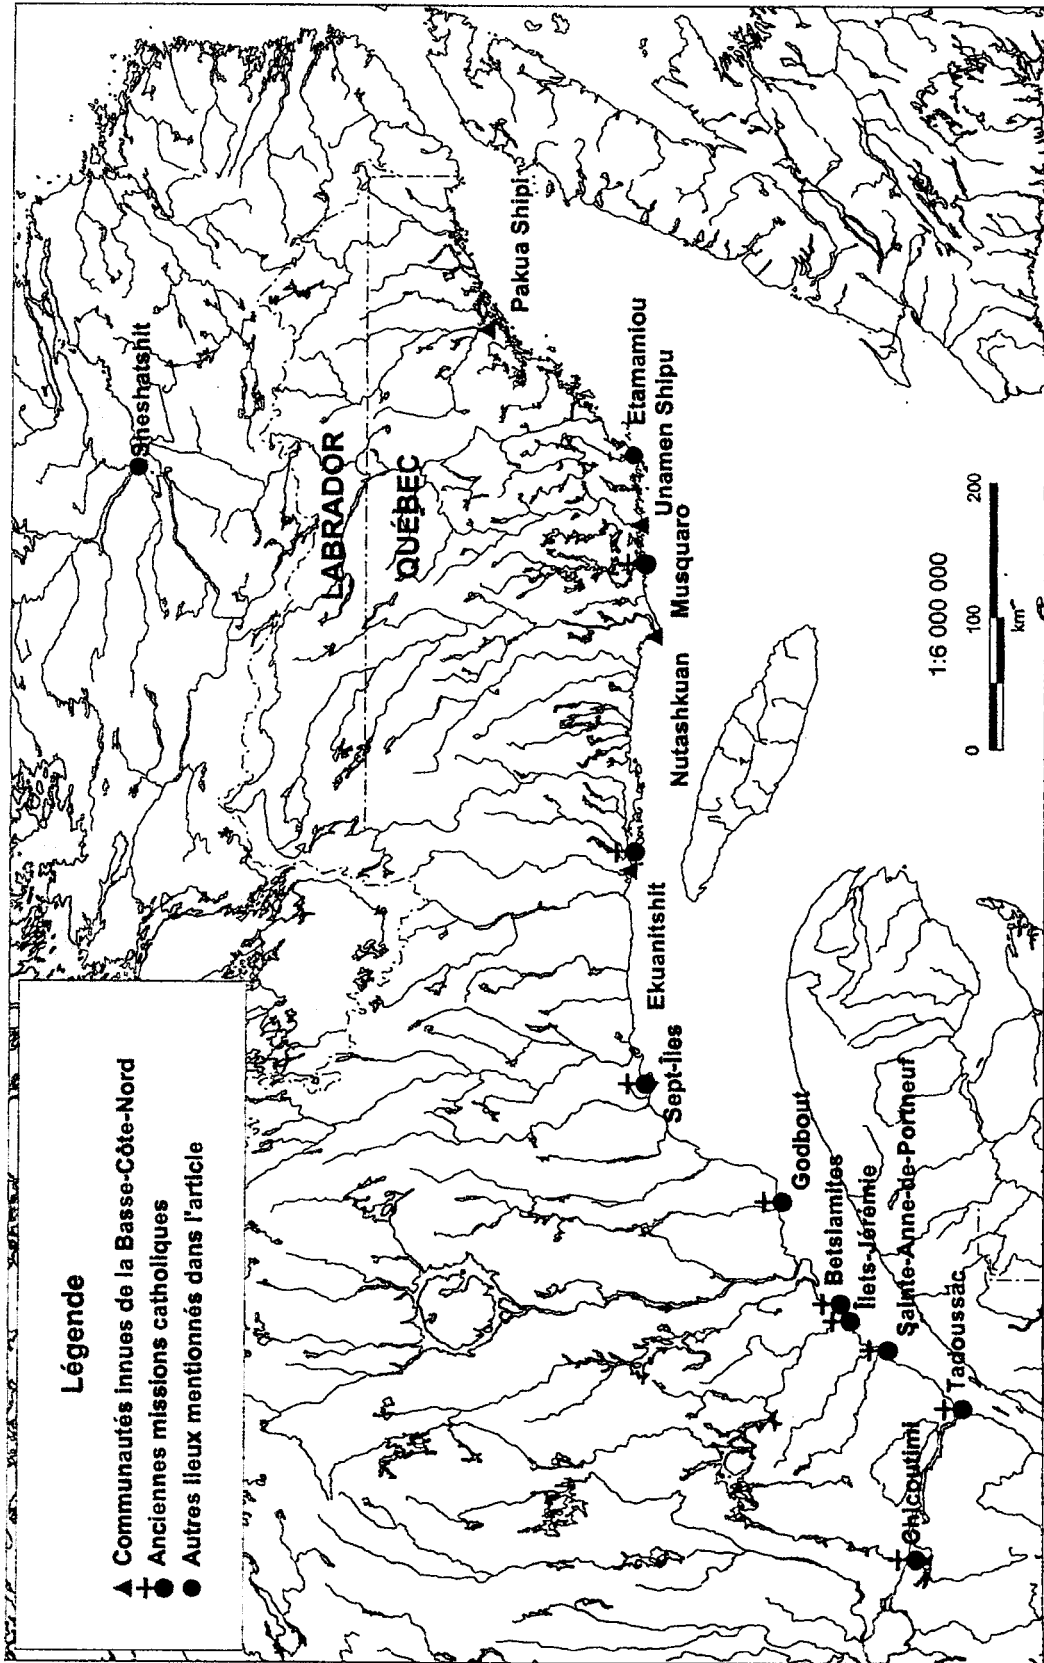 Légende
Communautés innues de la Basse-Côte-Nord
Anciennes missions catholiques
Autres lieux mentionnés dans l'article
Sheshatshit
LABRADOR
QUÉBEC
Pakua Shipi
Etamamiou
Unamen Shipu
Musquaro
Nutashkuan
Ekuanitshit
Sept-Îles
Godbout
Betsiamites
Îlets-Jérémie
Sainte-Anne-de-Portneuf
Tadoussac
Chicoutimi
1:6 000 000
0 100 200
km